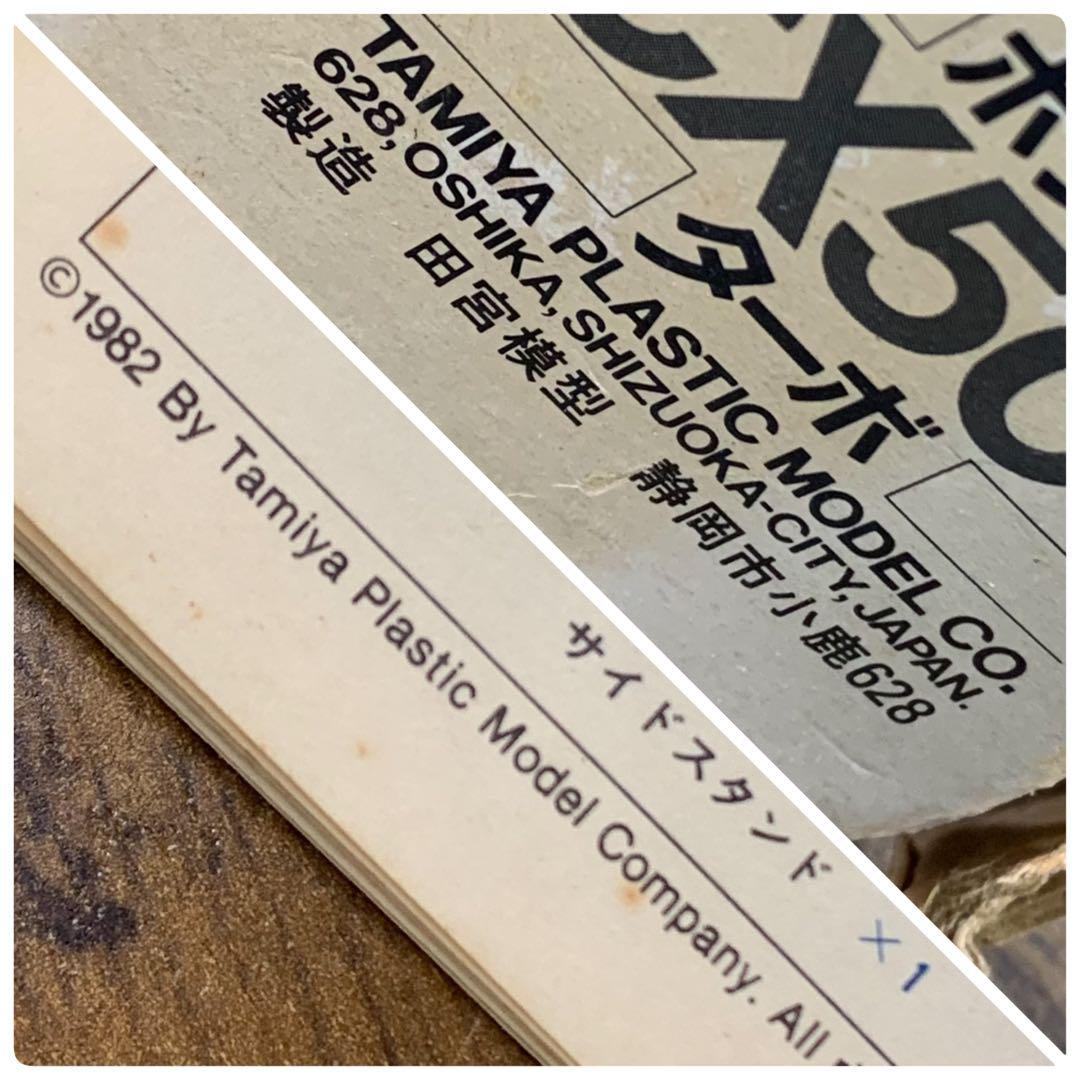 CX50
ターボ
TAMIYA PLASTIC MODEL CO.
628, OSHIKA, SHIZUOKA-CITY, JAPAN.
製造 田宮模型 静岡市小鹿628
サイドスタンド ×1
©1982 By Tamiya Plastic Model Company. All